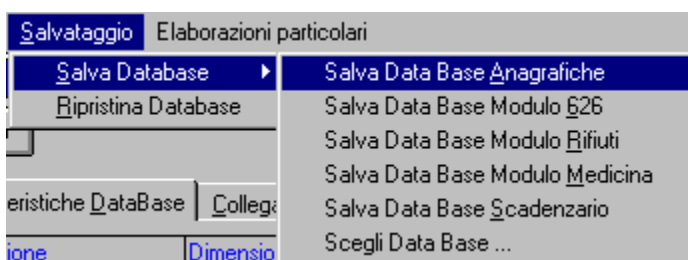 Salvataggio Elaborazioni particolari
Salva Database
Ripristina Database
Salva Data Base Anagrafiche
Salva Data Base Modulo 626
Salva Data Base Modulo Rifiuti
Salva Data Base Modulo Medicina
Salva Data Base Scadenzario
Scegli Data Base ...
eristiche DataBase Collega
ione Dimensio